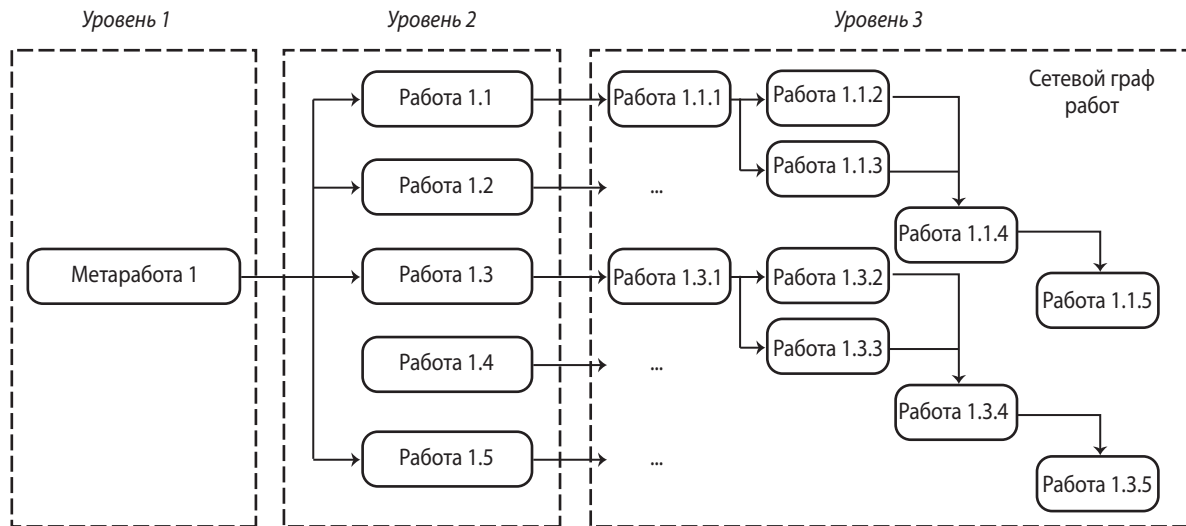 Уровень 1
Уровень 2
Уровень 3
Сетевой граф
работ
Работа 1.1
Работа 1.1.1
Работа 1.1.2
Работа 1.1.3
Работа 1.2
...
Работа 1.1.4
Метаработа 1
Работа 1.3
Работа 1.3.1
Работа 1.3.2
Работа 1.1.5
Работа 1.3.3
Работа 1.4
...
Работа 1.3.4
Работа 1.5
...
Работа 1.3.5